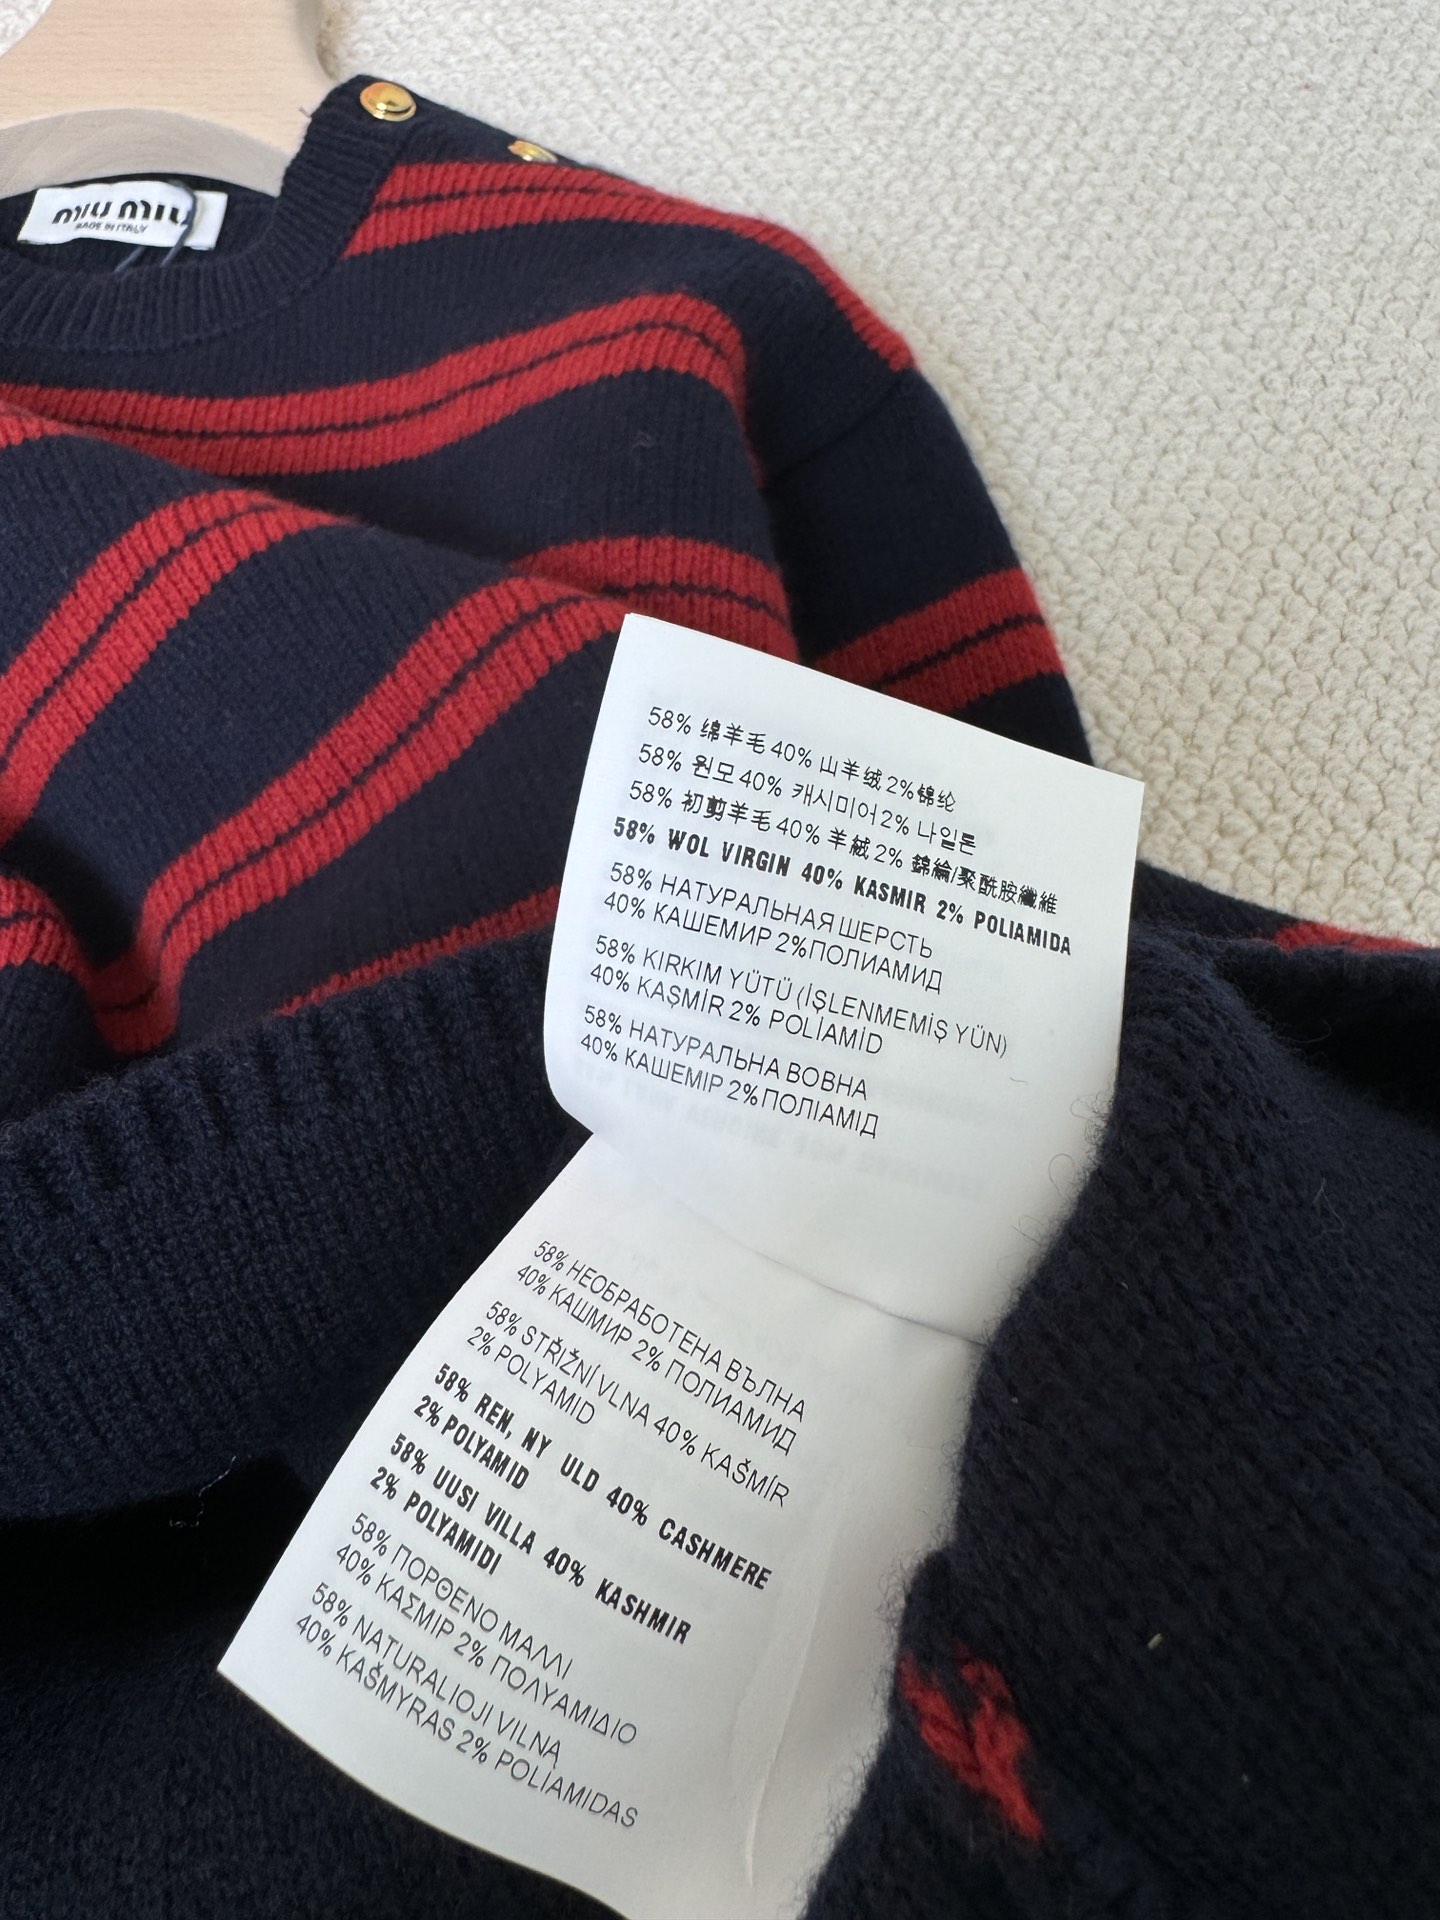 miu miu
MADE IN ITALY
58% 绵羊毛 40% 山羊绒 2% 锦纶
58% 원모 40% 캐시미어 2% 나일론
58% 初剪羊毛 40% 羊絨 2% 錦綸/聚酰胺纖維
58% WOL VIRGIN 40% KASMIR 2% POLIAMIDA
58% НАТУРАЛЬНАЯ ШЕРСТЬ
40% КАШЕМИР 2% ПОЛИАМИД
58% KIRKIM YÜTÜ (İŞLENMEMİŞ YÜN)
40% KAŞMİR 2% POLİAMİD
58% НАТУРАЛЬНА ВОВНА
40% КАШЕМІР 2% ПОЛІАМІД
58% НЕОБРАБОТЕНА ВЪЛНА
40% КАШМИР 2% ПОЛИАМИД
58% STŘIŽNÍ VLNA 40% KAŠMÍR
2% POLYAMID
58% REN, NY ULD 40% CASHMERE
2% POLYAMID
58% UUSI VILLA 40% KASHMIR
2% POLYAMIDI
58% ΠΟΡΘΕΝΟ ΜΑΛΛΙ
40% ΚΑΣΜΙΡ 2% ΠΟΛΥΑΜΙΔΙΟ
58% NATURALIOJI VILNA
40% KAŠMYRAS 2% POLIAMIDAS